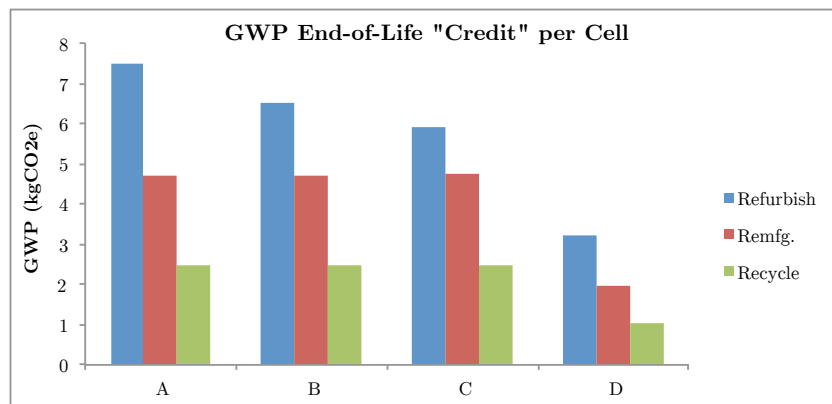 GWP End-of-Life "Credit" per Cell
8
7
6
5
4
3
2
1
0
GWP (kgCO2e)
A B C D
Refurbish
Remfg.
Recycle